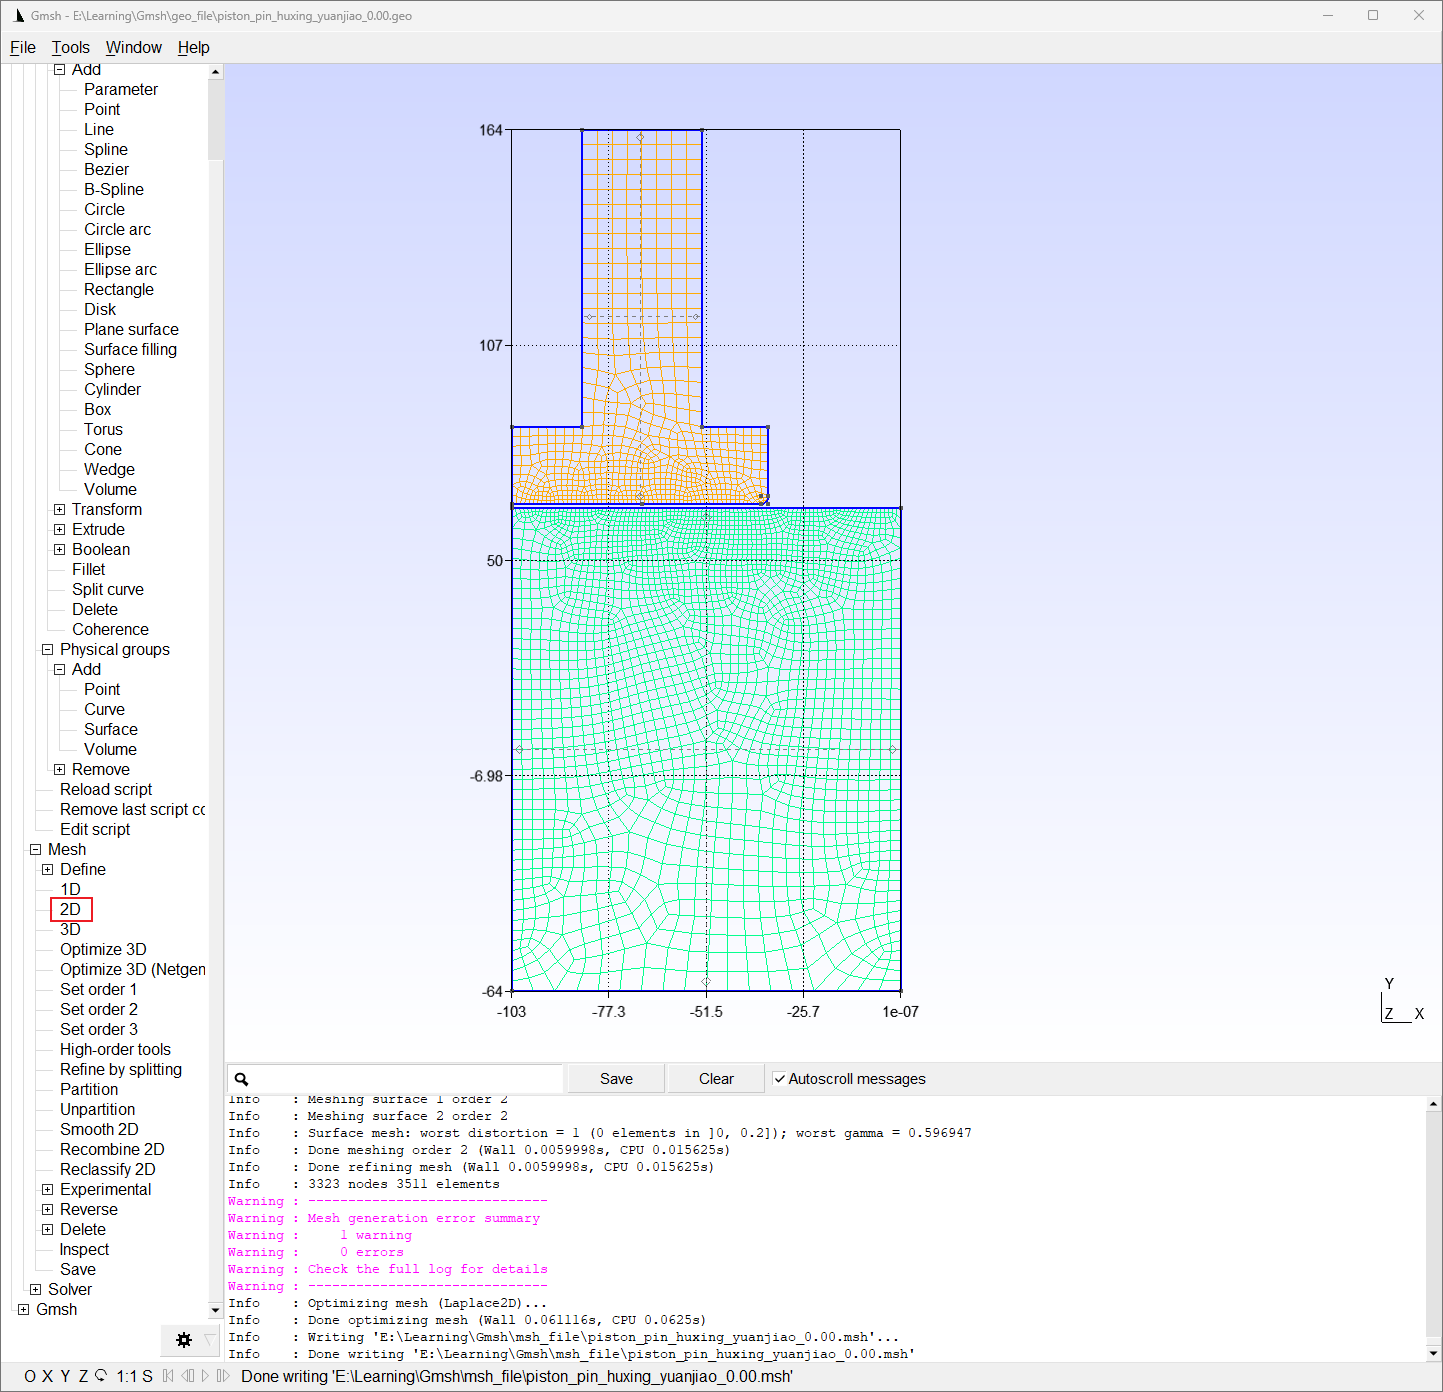 Gmsh - E:\Learning\Gmsh\geo_file\piston_pin_huxing_yuanjiao_0.00.geo
File Tools Window Help
Add
Parameter
Point
Line
Spline
Bezier
B-Spline
Circle
Circle arc
Ellipse
Ellipse arc
Rectangle
Disk
Plane surface
Surface filling
Sphere
Cylinder
Box
Torus
Cone
Wedge
Volume
Transform
Extrude
Boolean
Fillet
Split curve
Delete
Coherence
Physical groups
Add
Point
Curve
Surface
Volume
Remove
Reload script
Remove last script co
Edit script
Mesh
Define
1D
2D
3D
Optimize 3D
Optimize 3D (Netgen
Set order 1
Set order 2
Set order 3
High-order tools
Refine by splitting
Partition
Unpartition
Smooth 2D
Recombine 2D
Reclassify 2D
Experimental
Reverse
Delete
Inspect
Save
Solver
Gmsh
164
107
50
-6.98
-64
-103 -77.3 -51.5 -25.7 1e-07
Y
Z X
Save Clear Autoscroll messages
Info : Meshing surface 1 order 2
Info : Meshing surface 2 order 2
Info : Surface mesh: worst distortion = 1 (0 elements in ]0, 0.2]); worst gamma = 0.596947
Info : Done meshing order 2 (Wall 0.0059998s, CPU 0.015625s)
Info : Done refining mesh (Wall 0.0059998s, CPU 0.015625s)
Info : 3323 nodes 3511 elements
Warning : ------------------------------
Warning : Mesh generation error summary
Warning : 1 warning
Warning : 0 errors
Warning : Check the full log for details
Warning : ------------------------------
Info : Optimizing mesh (Laplace2D)...
Info : Done optimizing mesh (Wall 0.061116s, CPU 0.0625s)
Info : Writing 'E:\Learning\Gmsh\msh_file\piston_pin_huxing_yuanjiao_0.00.msh'...
Info : Done writing 'E:\Learning\Gmsh\msh_file\piston_pin_huxing_yuanjiao_0.00.msh'
O X Y Z 1:1 S Done writing 'E:\Learning\Gmsh\msh_file\piston_pin_huxing_yuanjiao_0.00.msh'